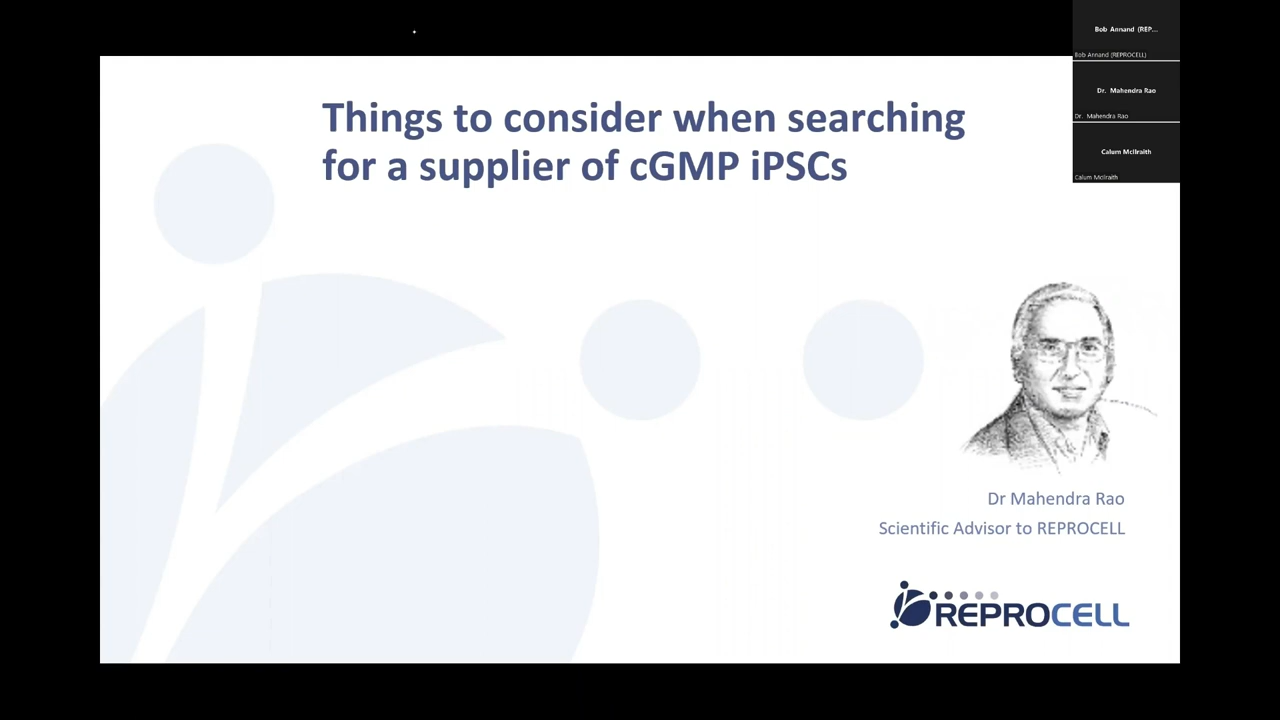 Things to consider when searching
for a supplier of cGMP iPSCs
Bob Annand (REP...
Bob Annand (REPROCELL)
Dr. Mahendra Rao
Dr. Mahendra Rao
Calum McIlraith
Calum McIlraith
Dr Mahendra Rao
Scientific Advisor to REPROCELL
REPROCELL